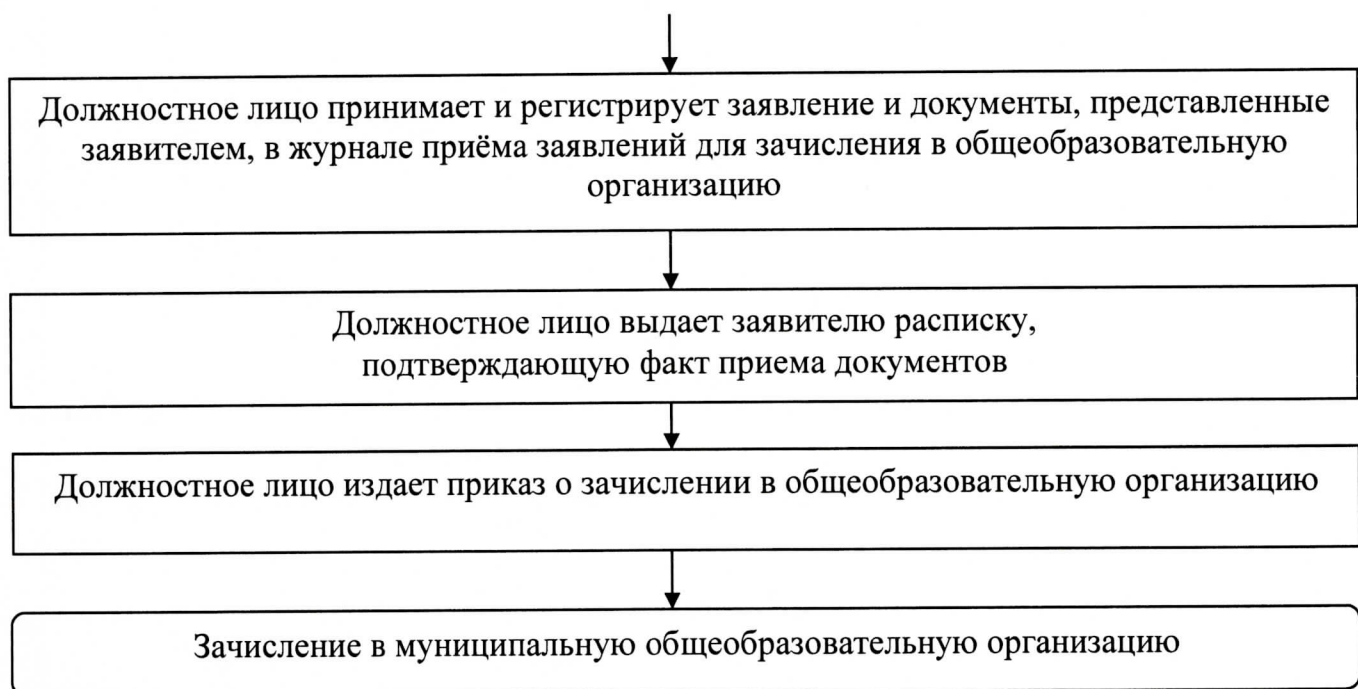 Должностное лицо принимает и регистрирует заявление и документы, представленные
заявителем, в журнале приёма заявлений для зачисления в общеобразовательную
организацию
Должностное лицо выдает заявителю расписку,
подтверждающую факт приема документов
Должностное лицо издает приказ о зачислении в общеобразовательную организацию
Зачисление в муниципальную общеобразовательную организацию